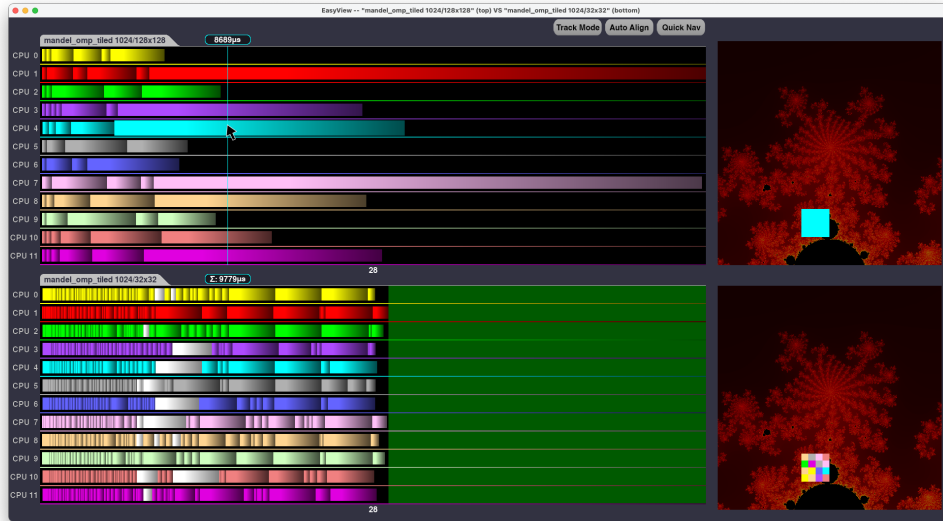 EasyView -- "mandel_omp_tiled 1024/128x128" (top) VS "mandel_omp_tiled 1024/32x32" (bottom)
Track Mode Auto Align Quick Nav
mandel_omp_tiled 1024/128x128 8689µs
CPU 0
CPU 1
CPU 2
CPU 3
CPU 4
CPU 5
CPU 6
CPU 7
CPU 8
CPU 9
CPU 10
CPU 11
28
mandel_omp_tiled 1024/32x32 Σ: 9779µs
CPU 0
CPU 1
CPU 2
CPU 3
CPU 4
CPU 5
CPU 6
CPU 7
CPU 8
CPU 9
CPU 10
CPU 11
28